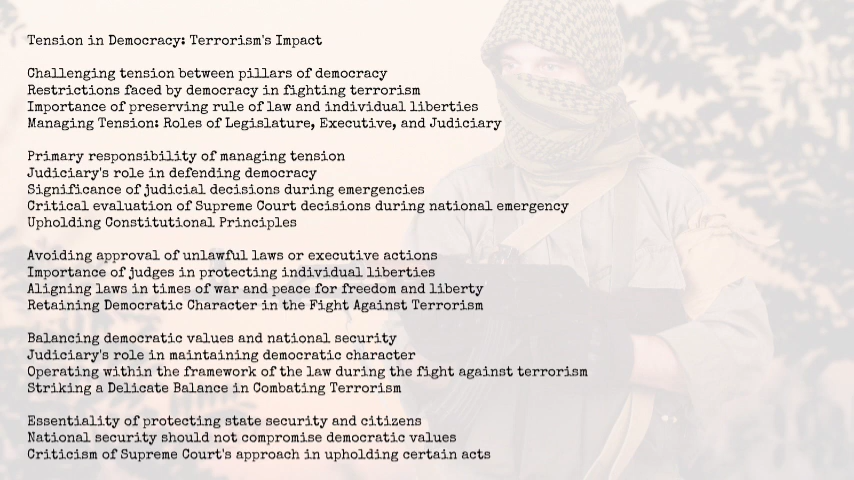 Tension in Democracy: Terrorism's Impact
Challenging tension between pillars of democracy
Restrictions faced by democracy in fighting terrorism
Importance of preserving rule of law and individual liberties
Managing Tension: Roles of Legislature, Executive, and Judiciary
Primary responsibility of managing tension
Judiciary's role in defending democracy
Significance of judicial decisions during emergencies
Critical evaluation of Supreme Court decisions during national emergency
Upholding Constitutional Principles
Avoiding approval of unlawful laws or executive actions
Importance of judges in protecting individual liberties
Aligning laws in times of war and peace for freedom and liberty
Retaining Democratic Character in the Fight Against Terrorism
Balancing democratic values and national security
Judiciary's role in maintaining democratic character
Operating within the framework of the law during the fight against terrorism
Striking a Delicate Balance in Combating Terrorism
Essentiality of protecting state security and citizens
National security should not compromise democratic values
Criticism of Supreme Court's approach in upholding certain acts